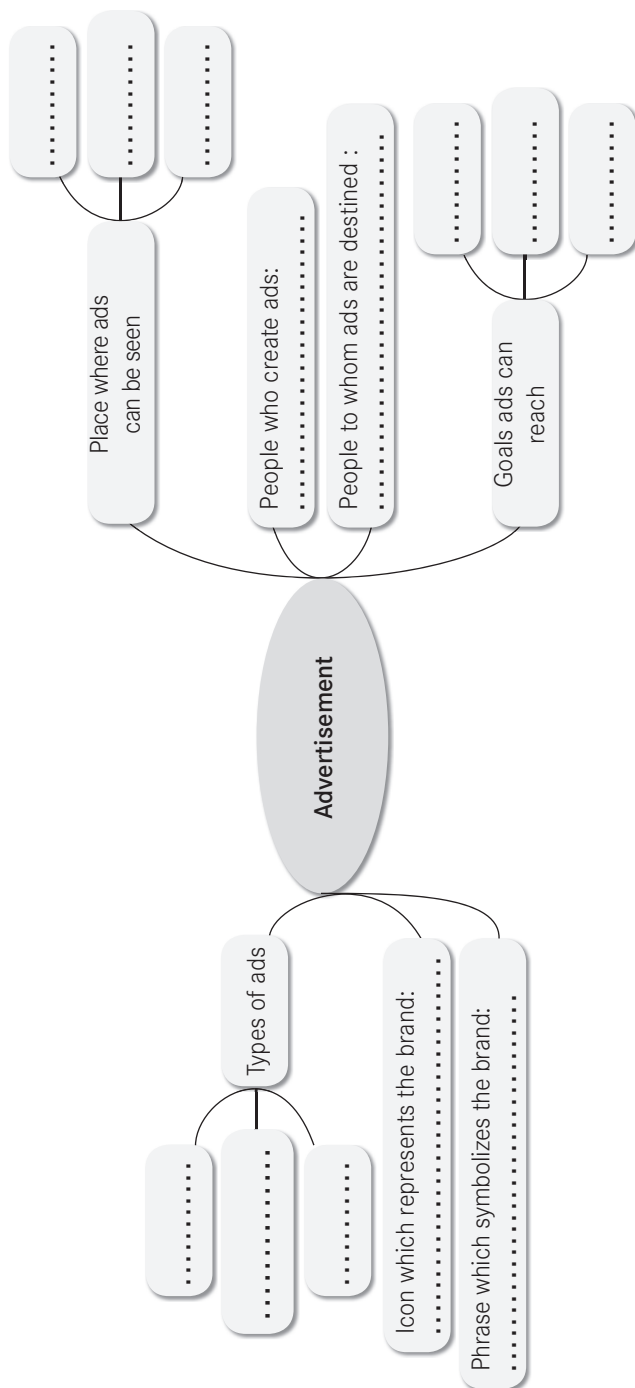 Types of ads
Icon which represents the brand:
Phrase which symbolizes the brand:
Advertisement
Place where ads
can be seen
People who create ads:
People to whom ads are destined :
Goals ads can
reach